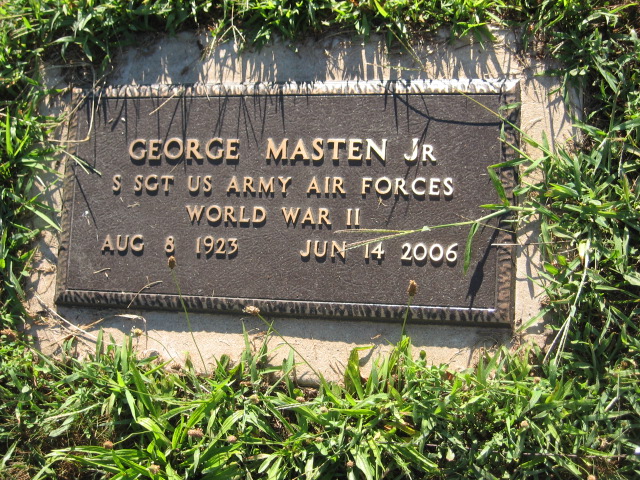 GEORGE MASTEN JR
S SGT US ARMY AIR FORCES
WORLD WAR II
AUG 8 1923 JUN 14 2006